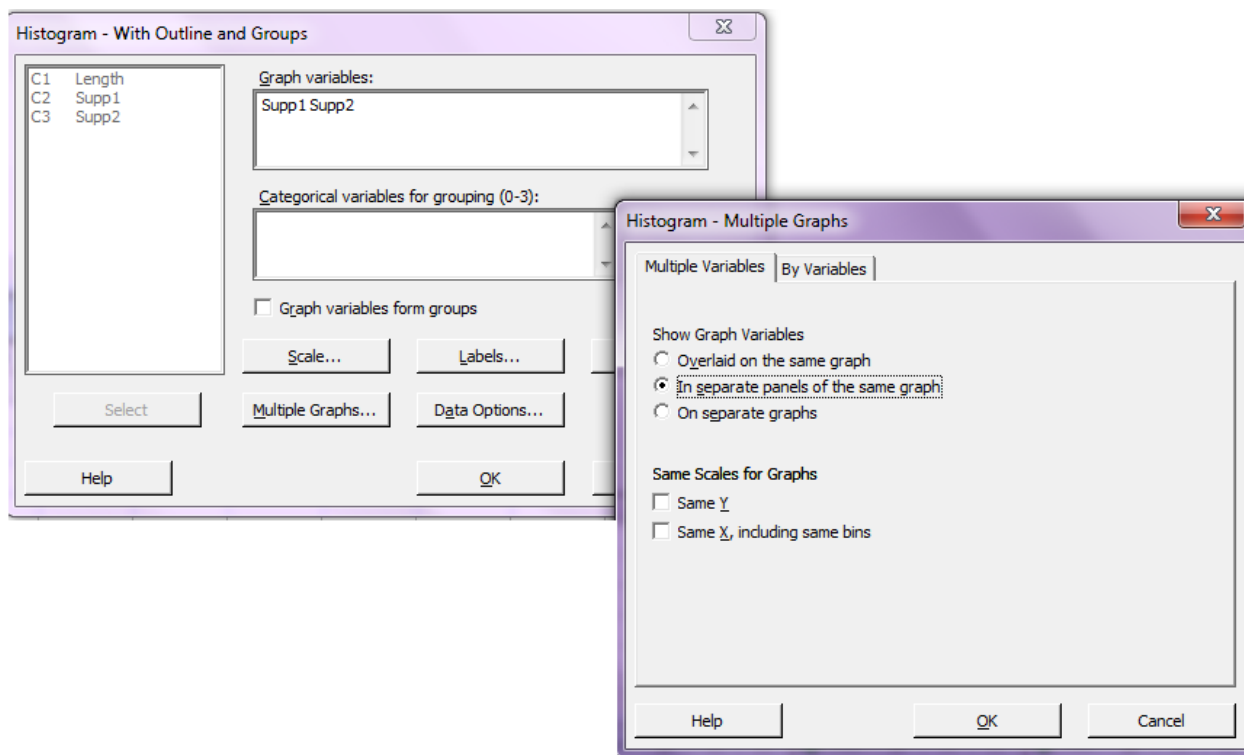 Histogram - With Outline and Groups
C1 Length
C2 Supp1
C3 Supp2
Graph variables:
Supp1 Supp2
Categorical variables for grouping (0-3):
Graph variables form groups
Scale...
Labels...
Select
Multiple Graphs...
Data Options...
Help
OK
Histogram - Multiple Graphs
Multiple Variables
By Variables
Show Graph Variables
Overlaid on the same graph
In separate panels of the same graph
On separate graphs
Same Scales for Graphs
Same Y
Same X, including same bins
Help
OK
Cancel